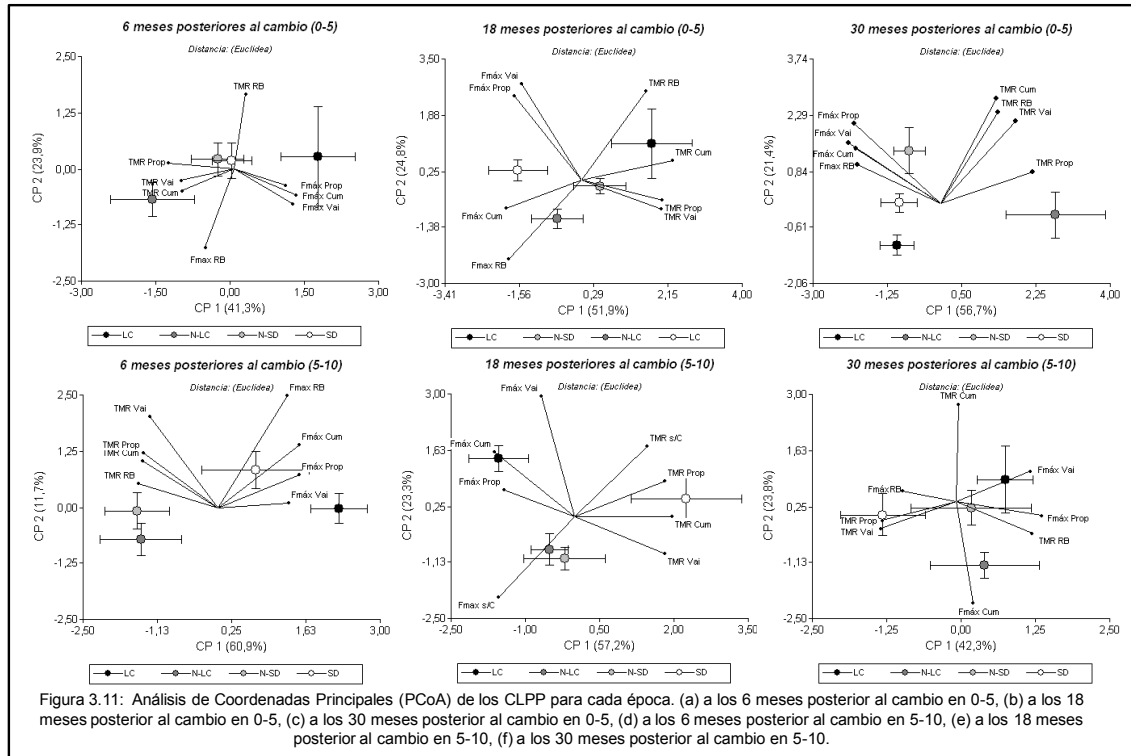 6 meses posteriores al cambio (0-5)
Distancia: (Euclidea)
2,50
1,25
0,00
-1,25
-2,50
CP 2 (23,9%)
TMR RB
TMR Prop
TMR Vai
TMR Cum
Fmáx Prop
Fmáx Cum
Fmáx Vai
Fmax RB
-3,00 -1,50 0,00 1,50 3,00
CP 1 (41,3%)
LC N-LC N-SD SD
18 meses posteriores al cambio (0-5)
Distancia: (Euclidea)
3,50
1,88
0,25
-1,38
-3,00
CP 2 (24,8%)
Fmáx Vai
Fmáx Prop
TMR RB
TMR Cum
Fmáx Cum
TMR Prop
TMR Vai
Fmax RB
-3,41 -1,56 0,29 2,15 4,00
CP 1 (51,9%)
LC N-LC N-SD LC
30 meses posteriores al cambio (0-5)
Distancia: (Euclidea)
3,74
2,29
0,84
-0,61
-2,06
CP 2 (21,4%)
TMR Cum
TMR RB
TMR Vai
Fmáx Prop
Fmáx Vai
Fmáx Cum
Fmax RB
TMR Prop
-3,00 -1,25 0,50 2,25 4,00
CP 1 (56,7%)
LC N-LC N-SD SD
6 meses posteriores al cambio (5-10)
Distancia: (Euclidea)
2,50
1,25
0,00
-1,25
-2,50
CP 2 (11,7%)
Fmax RB
TMR Vai
TMR Prop
TMR Cum
TMR RB
Fmáx Cum
Fmáx Prop
Fmáx Vai
-2,50 -1,13 0,25 1,63 3,00
CP 1 (60,9%)
LC N-LC N-SD SD
18 meses posteriores al cambio (5-10)
Distancia: (Euclidea)
3,00
1,63
0,25
-1,13
-2,50
CP 2 (23,3%)
Fmáx Vai
Fmáx Cum
TMR s/C
Fmáx Prop
TMR Prop
TMR Cum
TMR Vai
Fmax s/C
-1,00 0,50 2,00 3,50
CP 1 (57,2%)
LC N-LC N-SD SD
30 meses posteriores al cambio (5-10)
Distancia: (Euclidea)
3,00
1,63
0,25
-1,13
-2,50
CP 2 (23,8%)
TMR Cum
FmáxRB
Fmáx Vai
TMR Prop
TMR Vai
Fmáx Prop
TMR RB
Fmáx Cum
-2,50 -1,25 0,00 1,25 2,50
CP 1 (42,3%)
LC N-LC N-SD SD
Figura 3.11: Análisis de Coordenadas Principales (PCoA) de los CLPP para cada época. (a) a los 6 meses posterior al cambio en 0-5, (b) a los 18
meses posterior al cambio en 0-5, (c) a los 30 meses posterior al cambio en 0-5, (d) a los 6 meses posterior al cambio en 5-10, (e) a los 18 meses
posterior al cambio en 5-10, (f) a los 30 meses posterior al cambio en 5-10.